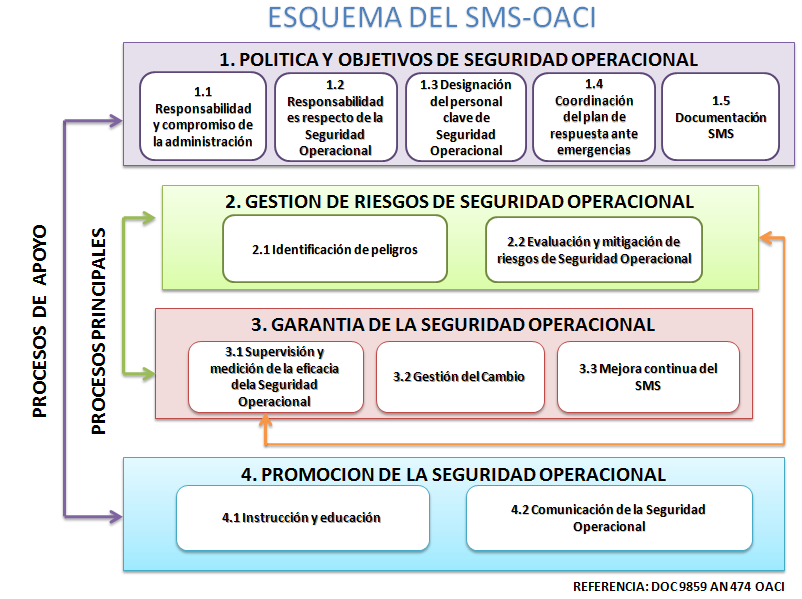 ESQUEMA DEL SMS-OACI
1. POLITICA Y OBJETIVOS DE SEGURIDAD OPERACIONAL
1.1
Responsabilidad
y compromiso de
la administración
1.2
Responsabilidad
es respecto de la
Seguridad
Operacional
1.3 Designación
del personal
clave de
Seguridad
Operacional
1.4
Coordinación
del plan de
respuesta ante
emergencias
1.5
Documentación
SMS
PROCESOS DE APOYO
PROCESOS PRINCIPALES
2. GESTION DE RIESGOS DE SEGURIDAD OPERACIONAL
2.1 Identificación de peligros
2.2 Evaluación y mitigación de
riesgos de Seguridad Operacional
3. GARANTIA DE LA SEGURIDAD OPERACIONAL
3.1 Supervisión y
medición de la eficacia
dela Seguridad
Operacional
3.2 Gestión del Cambio
3.3 Mejora continua del
SMS
4. PROMOCION DE LA SEGURIDAD OPERACIONAL
4.1 Instrucción y educación
4.2 Comunicación de la Seguridad
Operacional
REFERENCIA: DOC 9859 AN 474 OACI